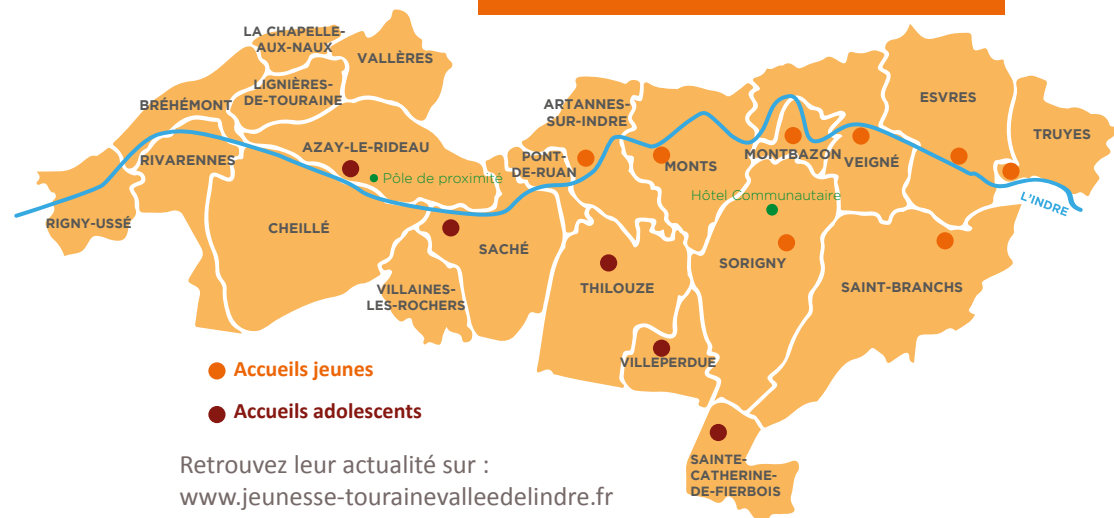 LA CHAPELLE-
AUX-NAUX
VALLÈRES
LIGNIÈRES-
DE-TOURAINE
BRÉHÉMONT
RIVARENNES
AZAY-LE-RIDEAU
Pôle de proximité
RIGNY-USSÉ
CHEILLÉ
VILLAINES-
LES-ROCHERS
SACHÉ
PONT-
DE-RUAN
ARTANNES-
SUR-INDRE
MONTS
MONTBAZON
VEIGNÉ
ESVRES
TRUYES
L'INDRE
Hôtel Communautaire
SORIGNY
SAINT-BRANCHS
THILOUZE
VILLEPERDUE
SAINTE-
CATHERINE-
DE-FIERBOIS
Accueils jeunes
Accueils adolescents
Retrouvez leur actualité sur :
www.jeunesse-tourainevalleedelindre.fr